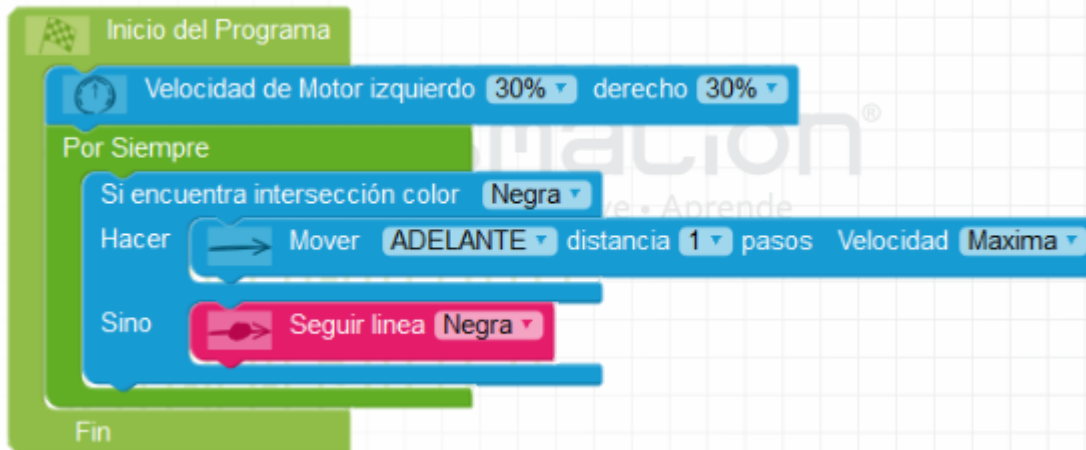 Inicio del Programa
Velocidad de Motor izquierdo 30% derecho 30%
Por Siempre
Si encuentra intersección color Negra
Hacer Mover ADELANTE distancia 1 pasos Velocidad Maxima
Sino Seguir linea Negra
Fin
®
Aprende